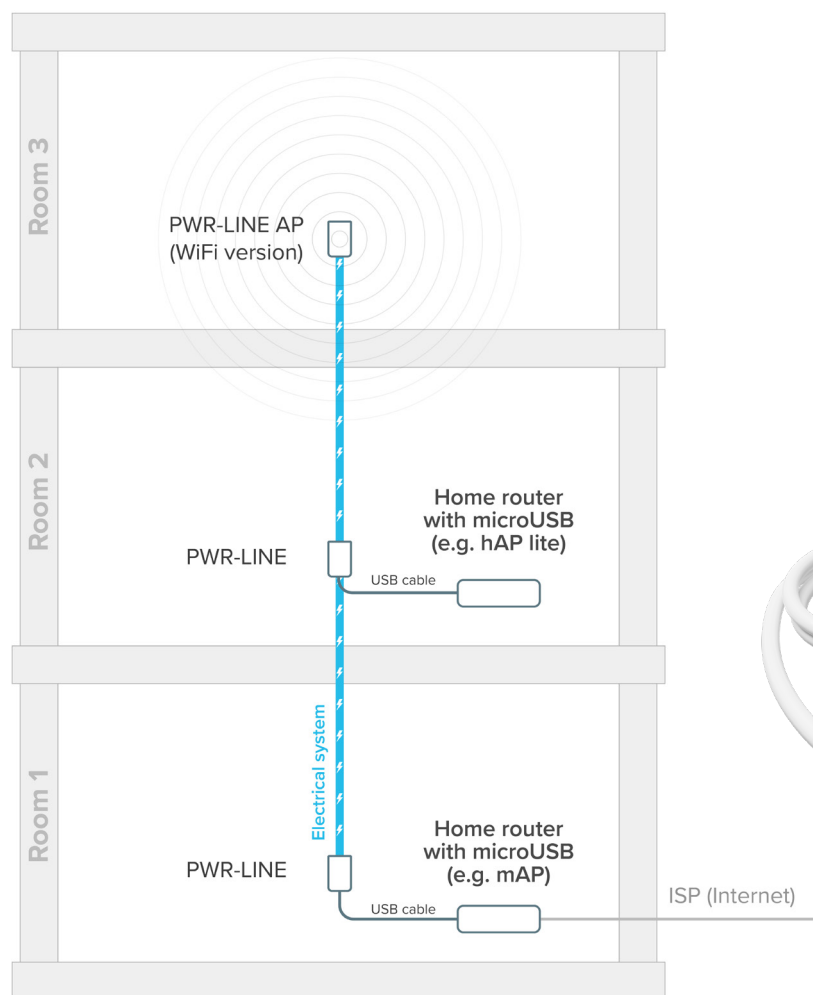 Room 3
PWR-LINE AP
(WiFi version)
Room 2
Home router
with microUSB
(e.g. hAP lite)
PWR-LINE
USB cable
Electrical system
Room 1
Home router
with microUSB
(e.g. mAP)
PWR-LINE
USB cable
ISP (Internet)